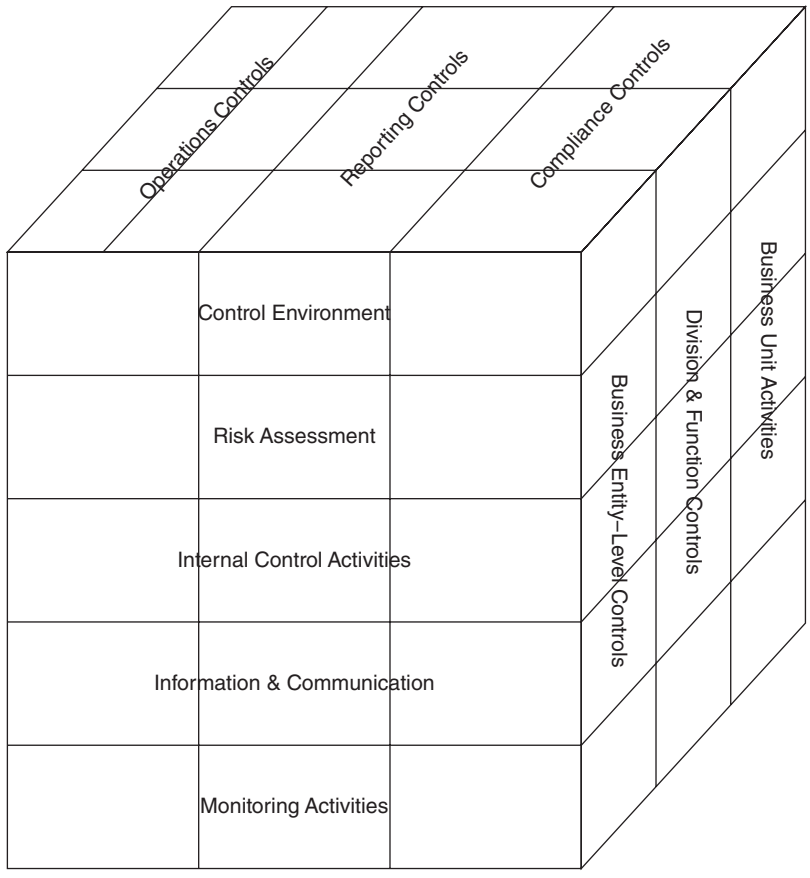 Operations Controls
Reporting Controls
Compliance Controls
Control Environment
Risk Assessment
Internal Control Activities
Information & Communication
Monitoring Activities
Business Entity–Level Controls
Division & Function Controls
Business Unit Activities